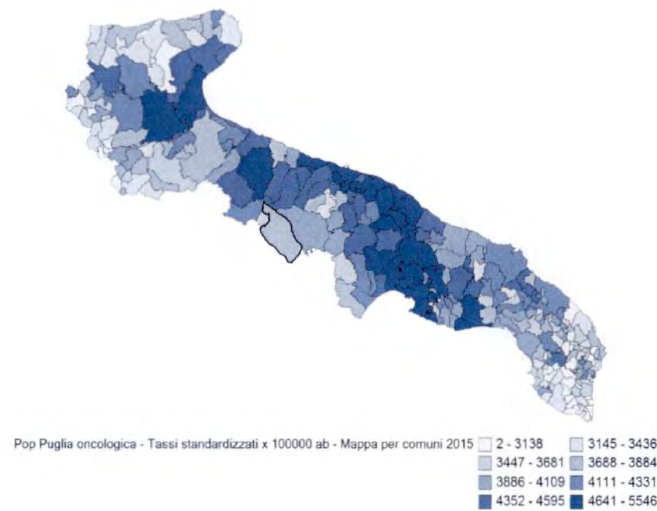 Pop Puglia oncologica - Tassi standardizzati x 100000 ab - Mappa per comuni 2015
2 - 3138
3145 - 3436
3447 - 3681
3688 - 3884
3886 - 4109
4111 - 4331
4352 - 4595
4641 - 5546